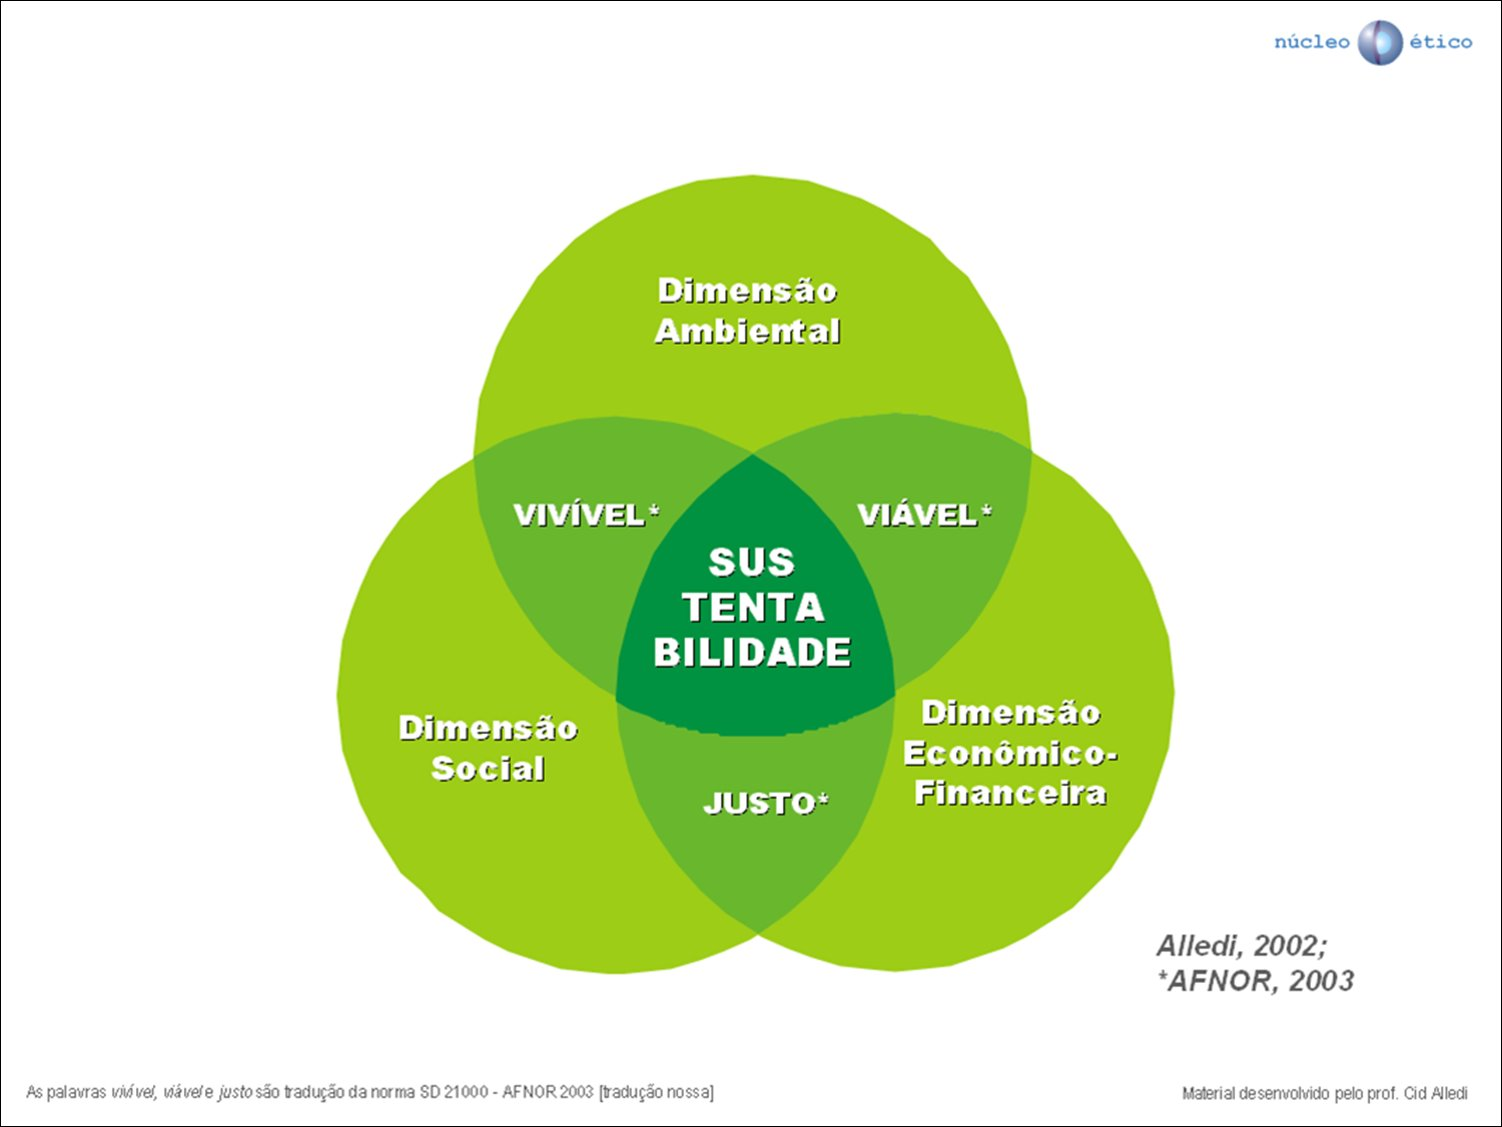 núcleo ético
Dimensão
Ambiental
VIVÍVEL*
VIÁVEL*
SUS
TENTA
BILIDADE
Dimensão
Social
Dimensão
Econômico-
Financeira
JUSTO*
Alledi, 2002;
*AFNOR, 2003
As palavras vivível, viável e justo são tradução da norma SD 21000 - AFNOR 2003 [tradução nossa]
Material desenvolvido pelo prof. Cid Alledi